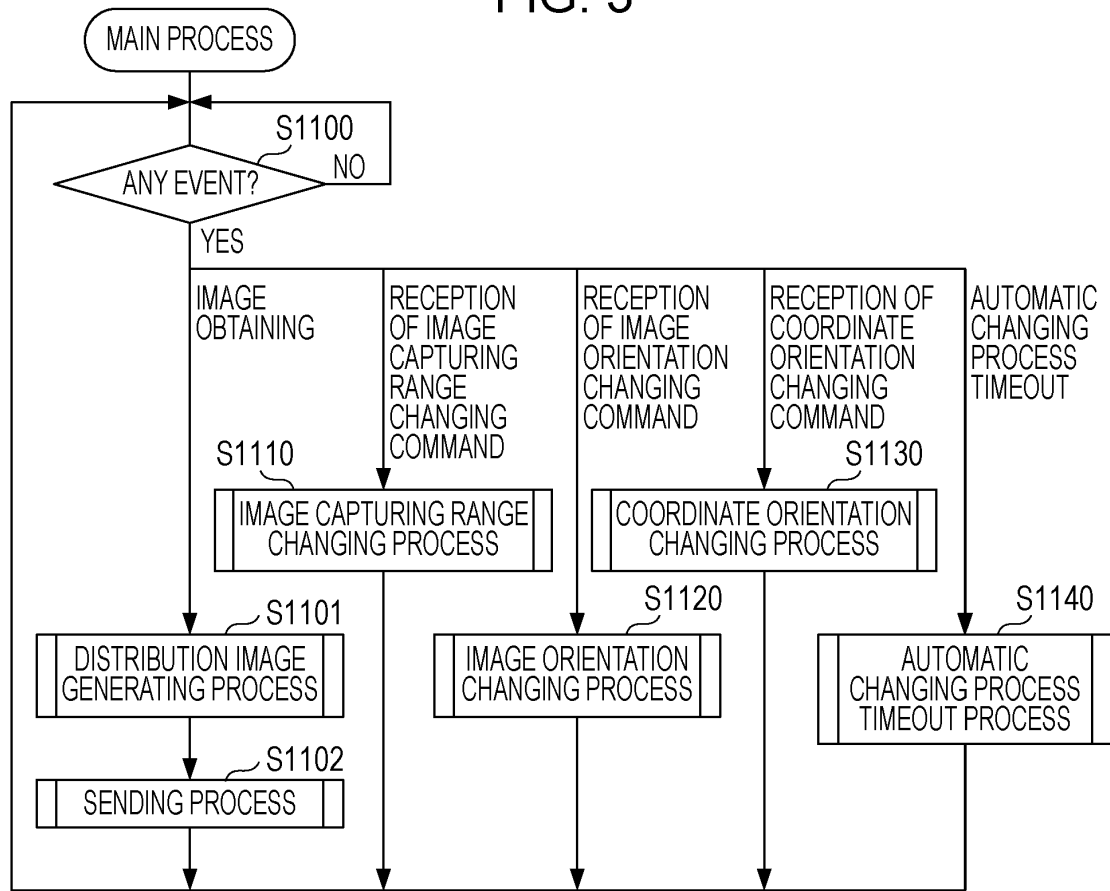 FIG.
MAIN PROCESS
S1100
ANY EVENT?
NO
YES
IMAGE
OBTAINING
RECEPTION
OF IMAGE
CAPTURING
RANGE
CHANGING
COMMAND
RECEPTION
OF IMAGE
ORIENTATION
CHANGING
COMMAND
RECEPTION OF
COORDINATE
ORIENTATION
CHANGING
COMMAND
AUTOMATIC
CHANGING
PROCESS
TIMEOUT
S1110
IMAGE CAPTURING RANGE
CHANGING PROCESS
S1130
COORDINATE ORIENTATION
CHANGING PROCESS
S1101
DISTRIBUTION IMAGE
GENERATING PROCESS
S1120
IMAGE ORIENTATION
CHANGING PROCESS
S1140
AUTOMATIC
CHANGING PROCESS
TIMEOUT PROCESS
S1102
SENDING PROCESS